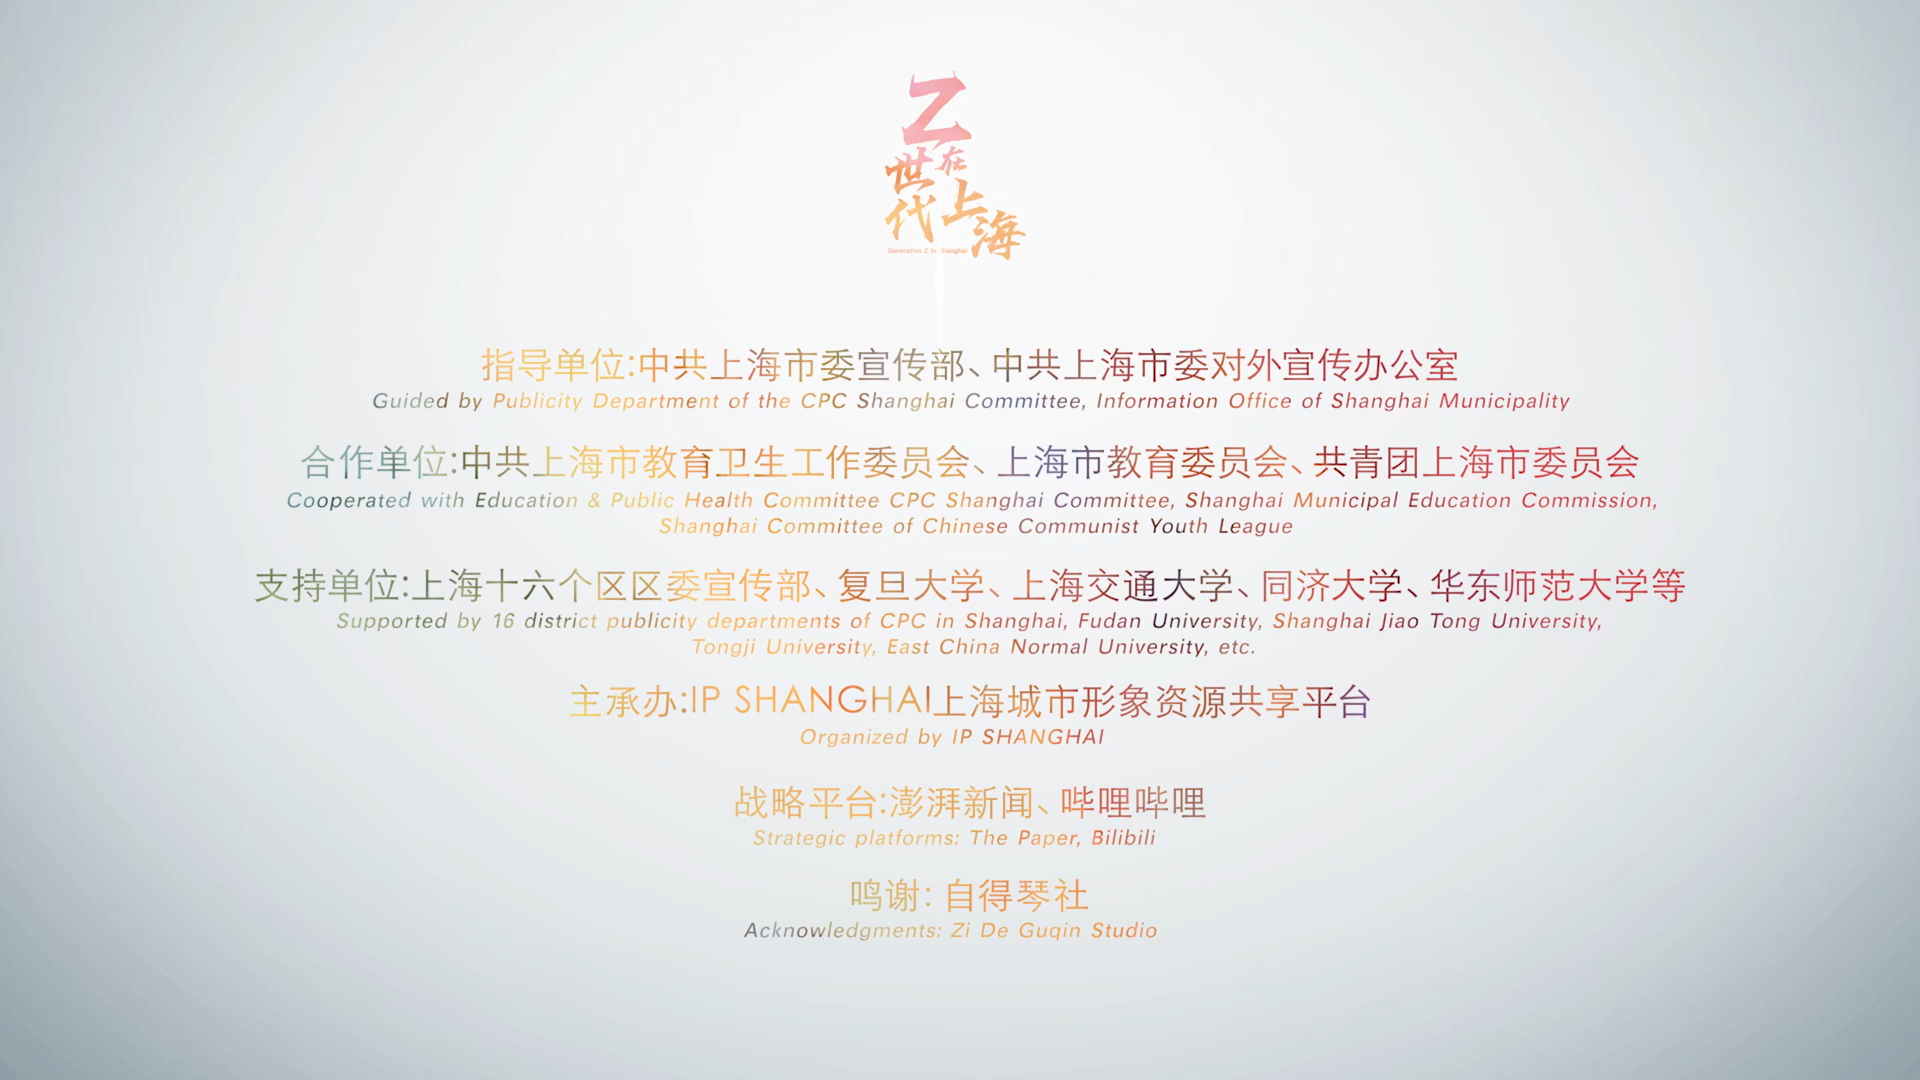 Z世代在上海
Generation Z in Shanghai
指导单位:中共上海市委宣传部、中共上海市委对外宣传办公室
Guided by Publicity Department of the CPC Shanghai Committee, Information Office of Shanghai Municipality
合作单位:中共上海市教育卫生工作委员会、上海市教育委员会、共青团上海市委员会
Cooperated with Education & Public Health Committee CPC Shanghai Committee, Shanghai Municipal Education Commission,
Shanghai Committee of Chinese Communist Youth League
支持单位:上海十六个区区委宣传部、复旦大学、上海交通大学、同济大学、华东师范大学等
Supported by 16 district publicity departments of CPC in Shanghai, Fudan University, Shanghai Jiao Tong University,
Tongji University, East China Normal University, etc.
主承办:IP SHANGHAI上海城市形象资源共享平台
Organized by IP SHANGHAI
战略平台:澎湃新闻、哔哩哔哩
Strategic platforms: The Paper, Bilibili
鸣谢: 自得琴社
Acknowledgments: Zi De Guqin Studio